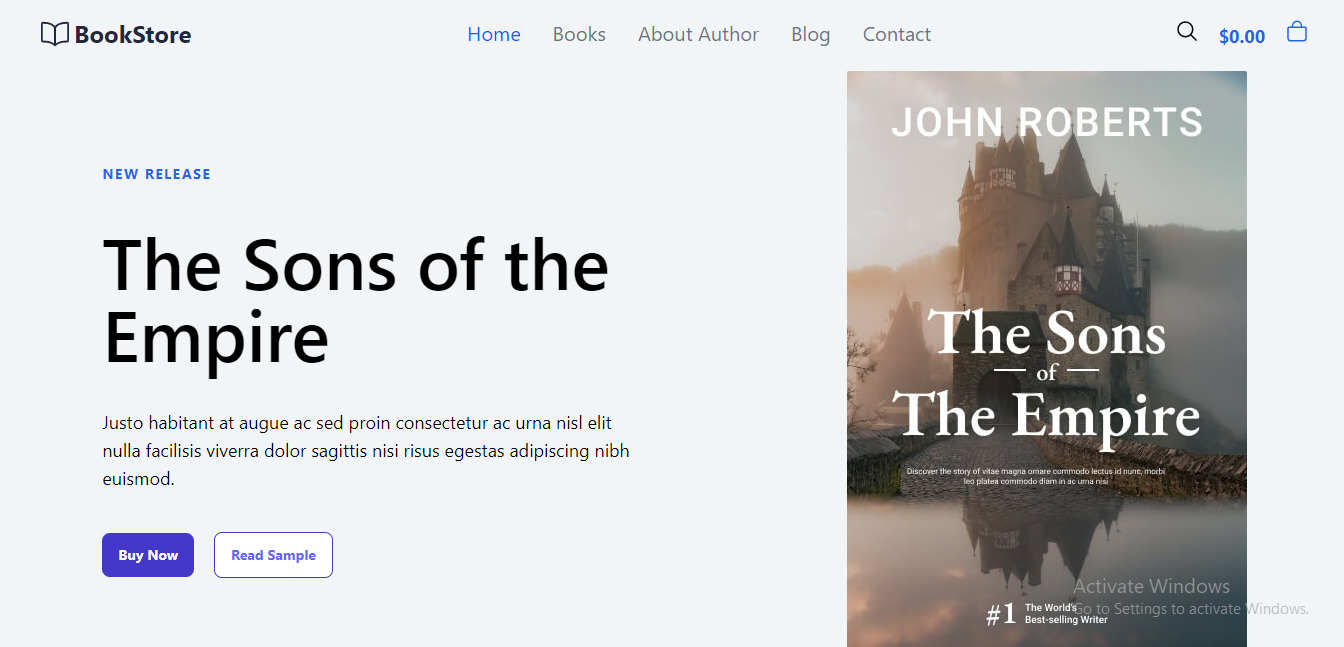 BookStore
Home Books About Author Blog Contact
$0.00
NEW RELEASE
The Sons of the
Empire
Justo habitant at augue ac sed proin consectetur ac urna nisl elit
nulla facilisis viverra dolor sagittis nisi risus egestas adipiscing nibh
euismod.
Buy Now
Read Sample
JOHN ROBERTS
The Sons
of
The Empire
Discover the story of vitae magna ornare commodo lectus id nunc, morbi
leo platea commodo diam in ac urna nisi
#1
The World's
Best-selling Writer
Activate Windows
Go to Settings to activate Windows.